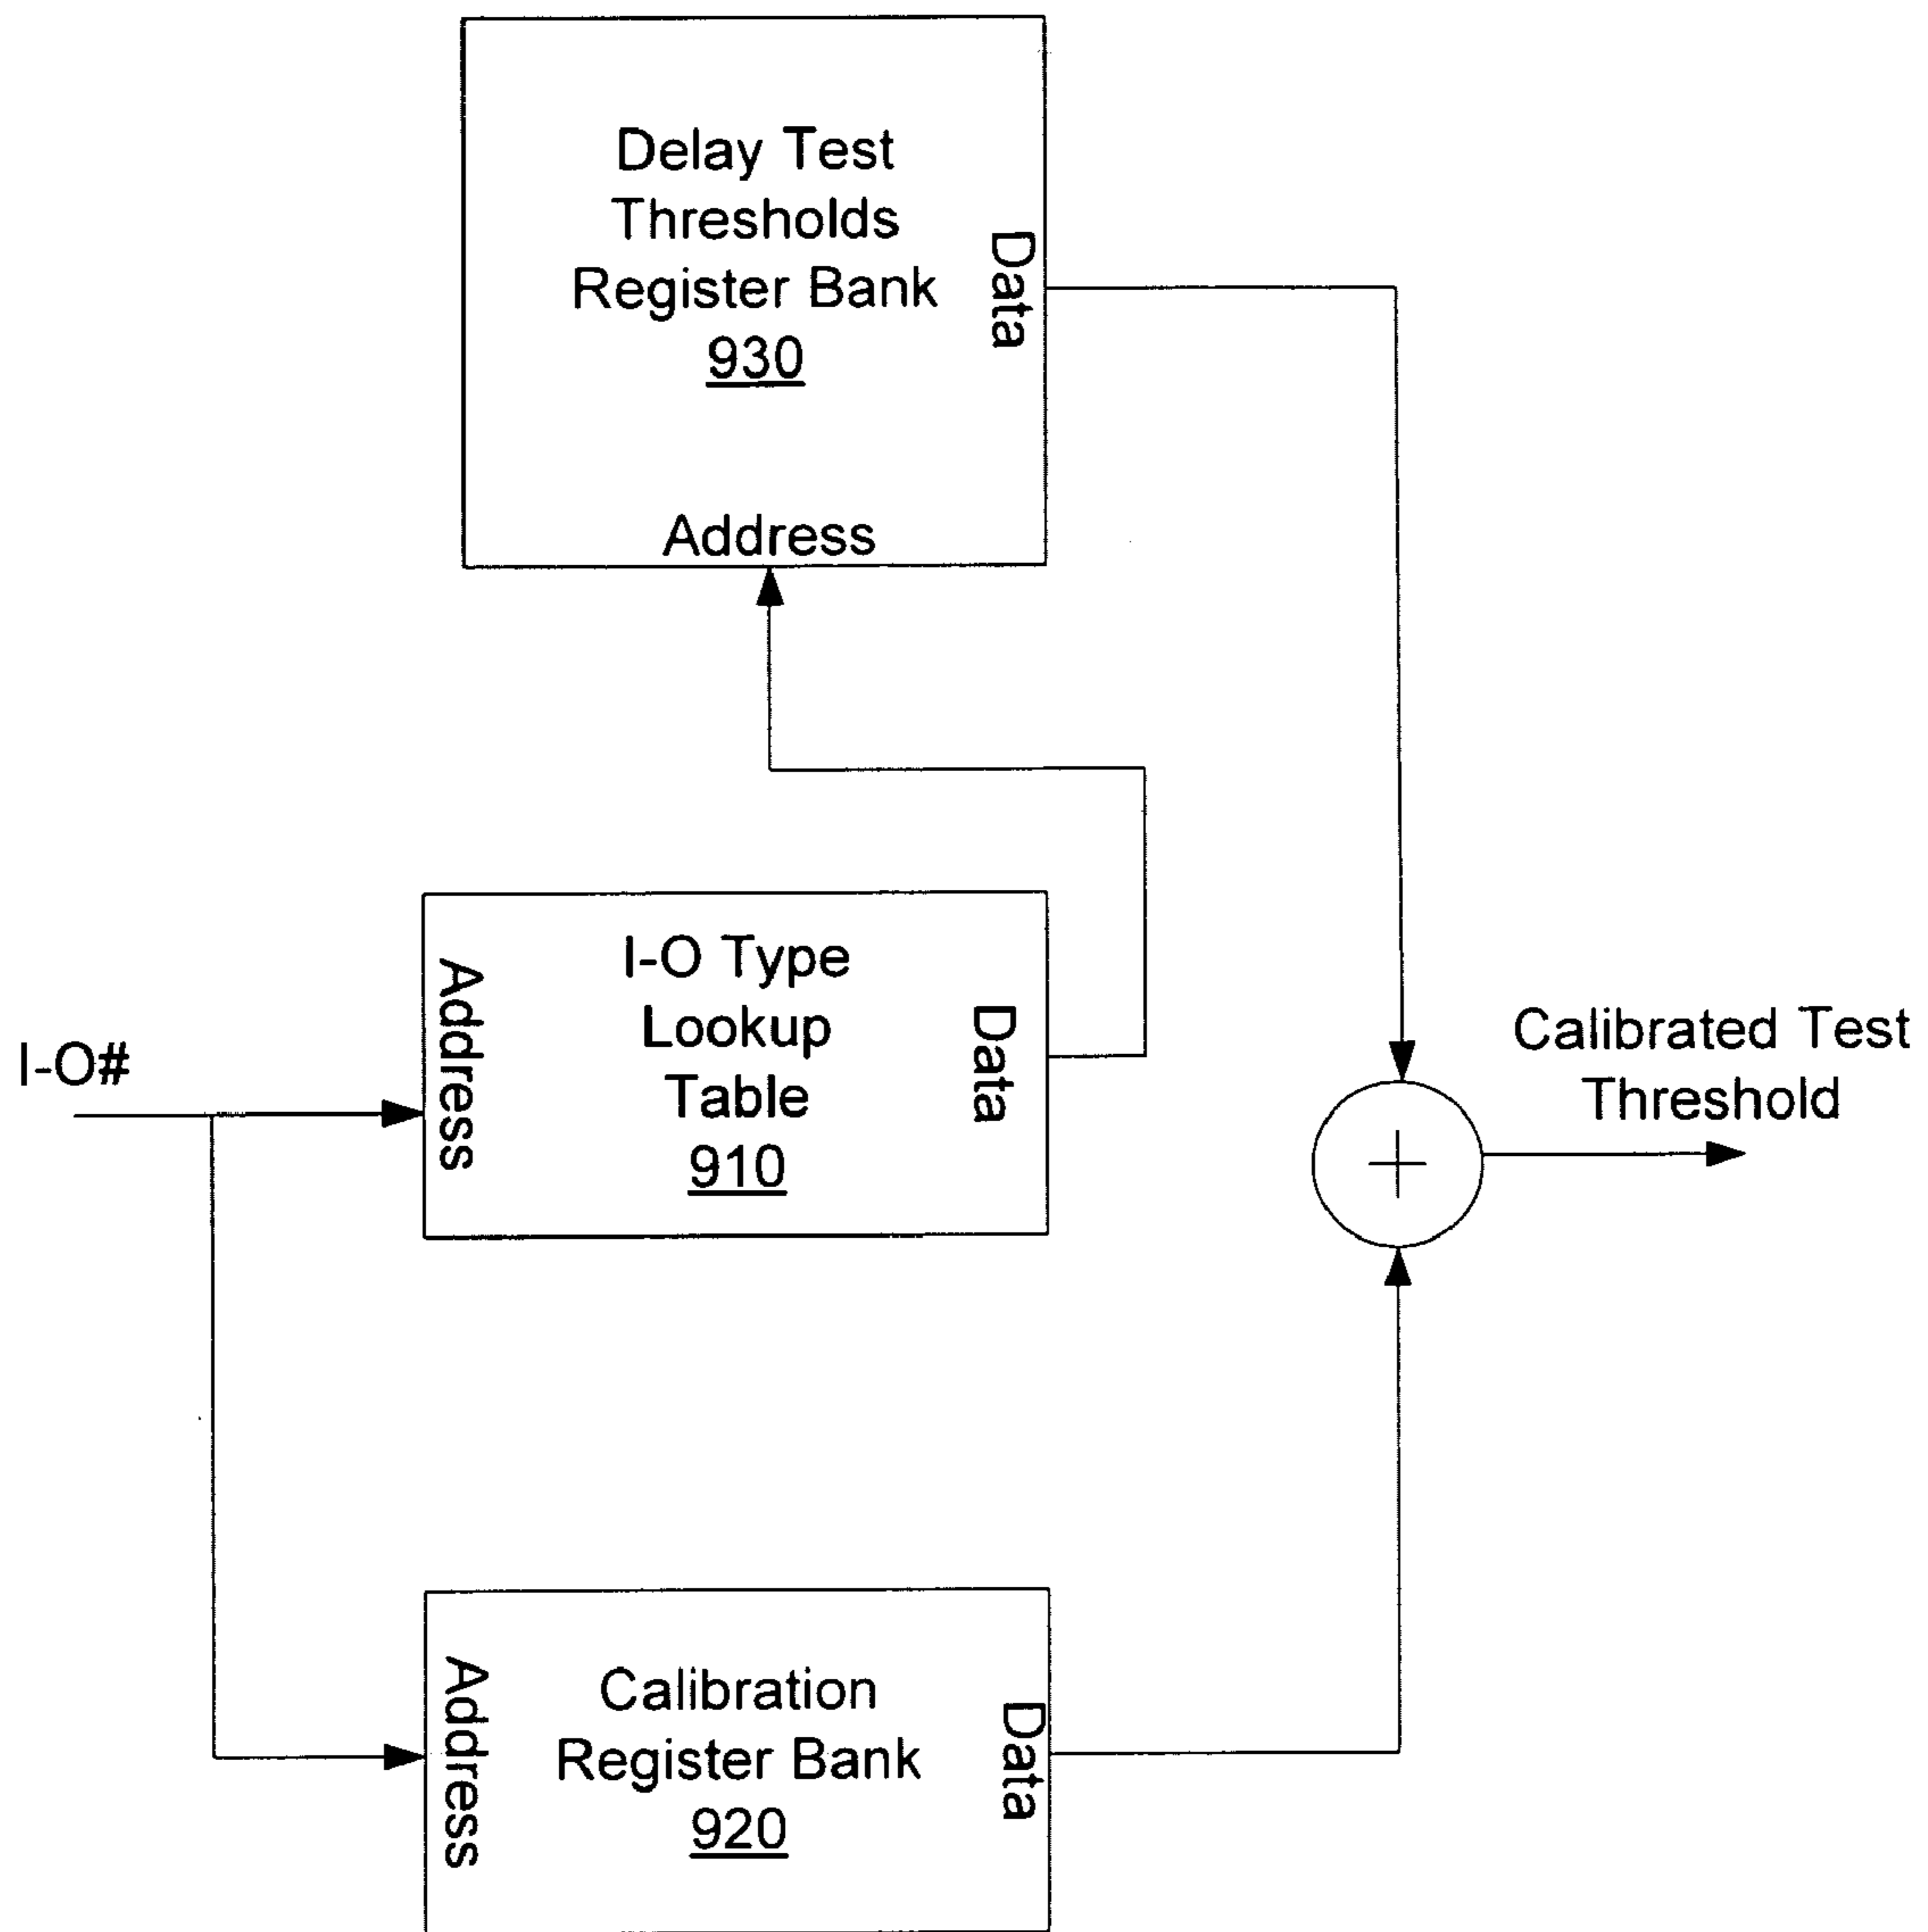 Delay Test
Thresholds
Register Bank
930
Data
Address
I-O#
Address
I-O Type
Lookup
Table
910
Data
Calibrated Test
Threshold
+
Address
Calibration
Register Bank
920
Data